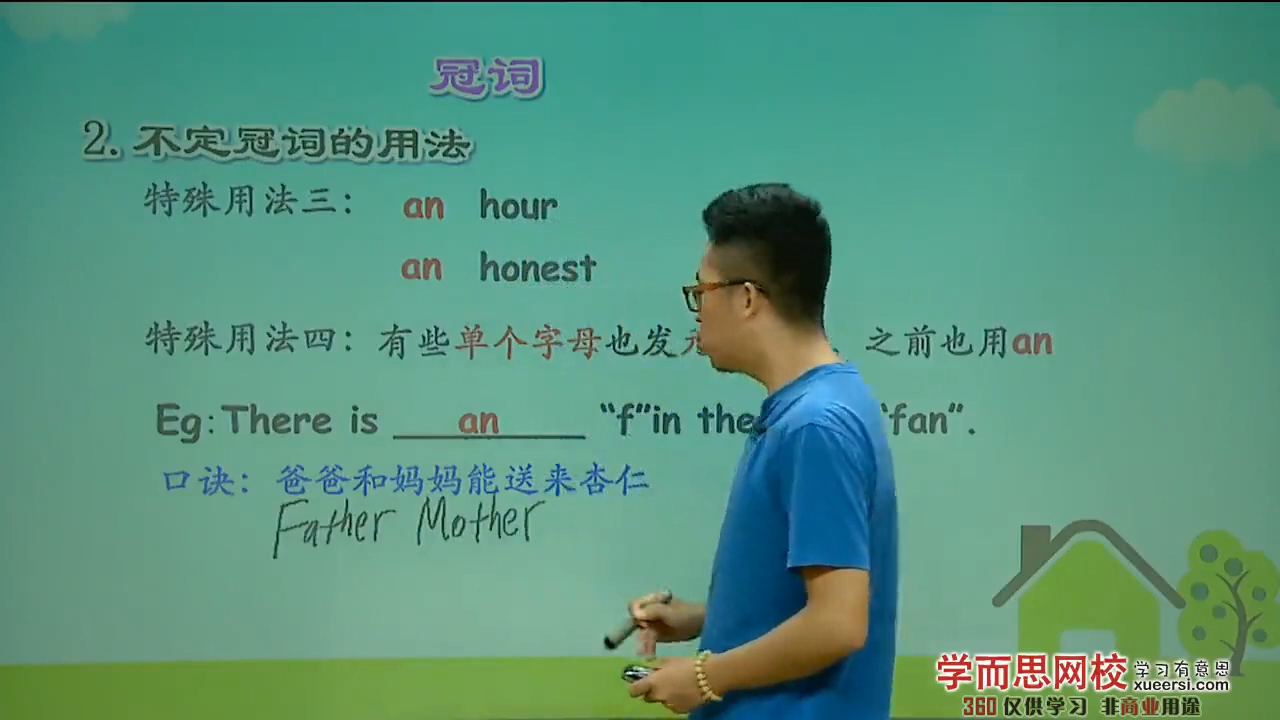 冠词
2. 不定冠词的用法
特殊用法三: an hour
an honest
特殊用法四: 有些单个字母也发 之前也用an
Eg: There is an “f”in the “fan”.
口诀: 爸爸和妈妈能送来杏仁
Father Mother
学而思网校 学习有意思
xueersi.com
360 仅供学习 非商业用途